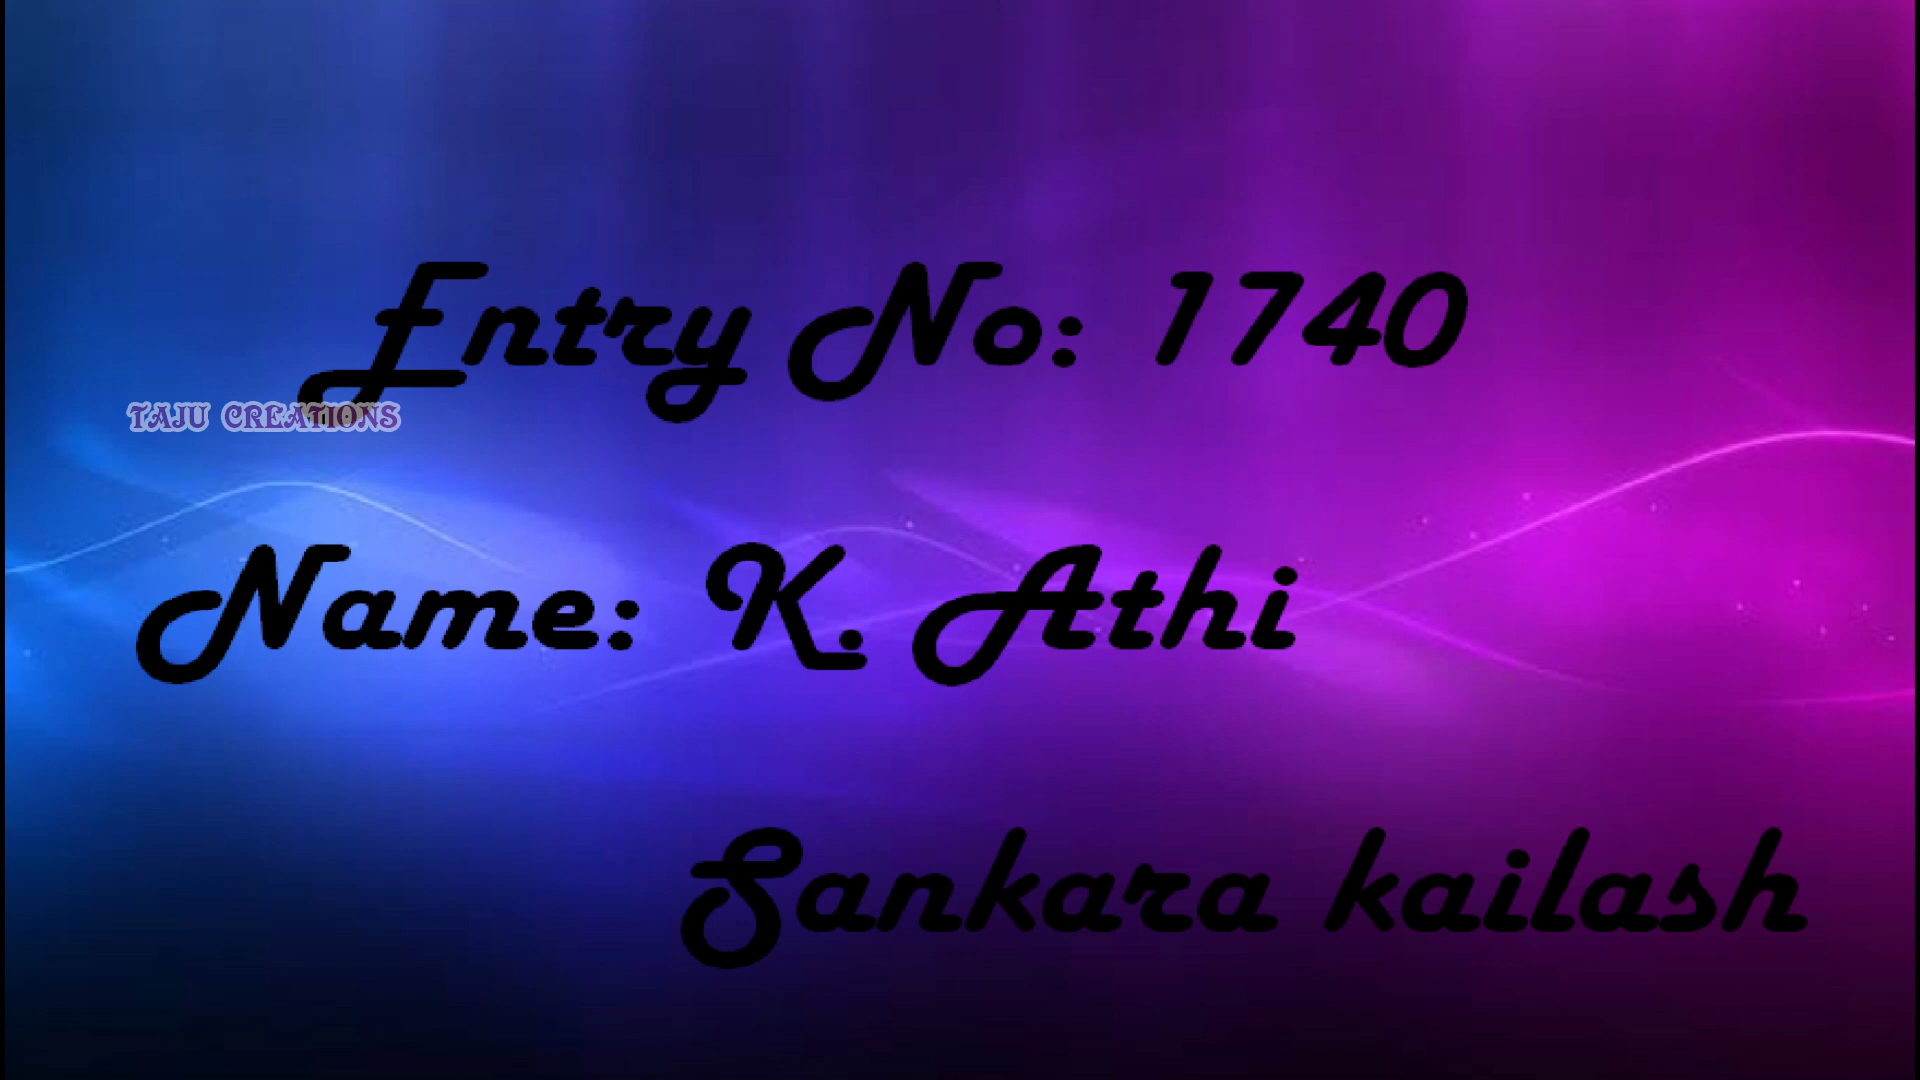 Entry No: 1740
TAJU CREATIONS
Name: K. Athi
Sankara kailash